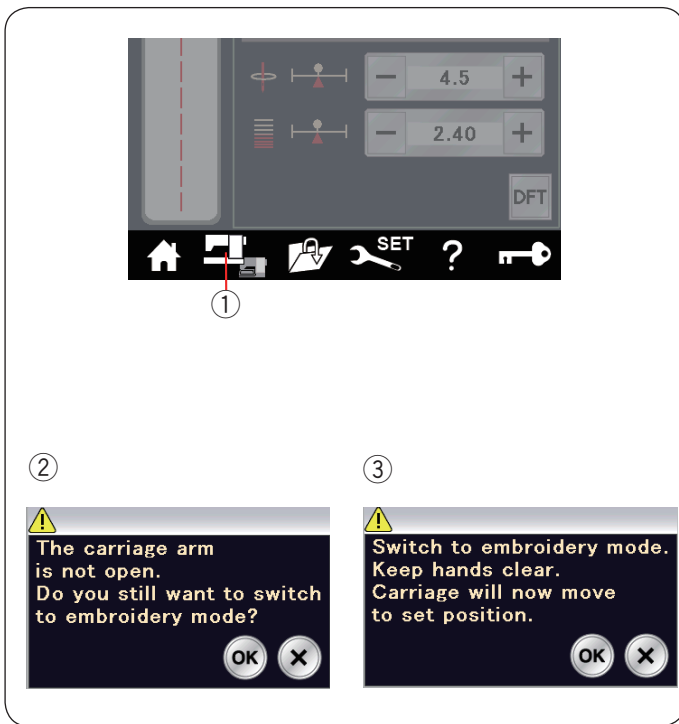 4.5
2.40
DFT
SET ?
①
②
The carriage arm
is not open.
Do you still want to switch
to embroidery mode?
OK
③
Switch to embroidery mode.
Keep hands clear.
Carriage will now move
to set position.
OK